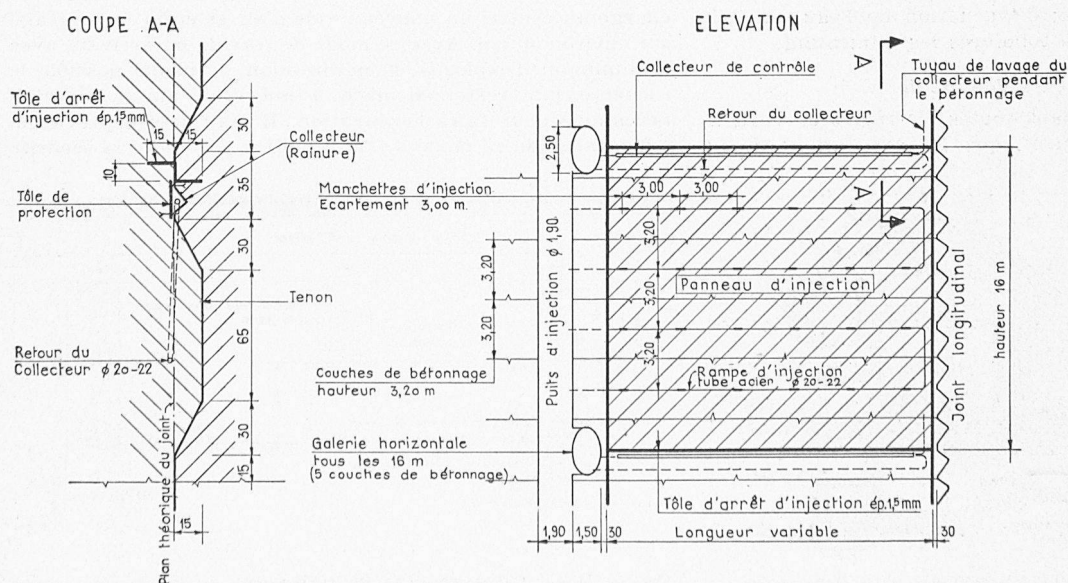 COUPE A-A
Tôle d'arrêt
d'injection ép.1,5mm
15
15
30
Collecteur
(Rainure)
10
35
Tôle de
protection
30
Tenon
65
Retour du
Collecteur ϕ 20-22
30
15
Plan théorique du joint
15
ELEVATION
A
Collecteur de contrôle
Tuyau de lavage du
collecteur pendant
le bétonnage
Retour du collecteur
2,50
Manchettes d'injection
Ecartement 3,00 m.
3,00
3,00
A
Puits d'injection ϕ 1,90
3,20
3,20
3,20
3,20
3,20
Panneau d'injection
Joint longitudinal
hauteur 16 m
Couches de bétonnage
hauteur 3,20 m
Rampe d'injection
tube acier ϕ 20-22
Galerie horizontale
tous les 16 m
(5 couches de bétonnage)
Tôle d'arrêt d'injection ép.1,5mm
1,90
1,50
30
Longueur variable
30